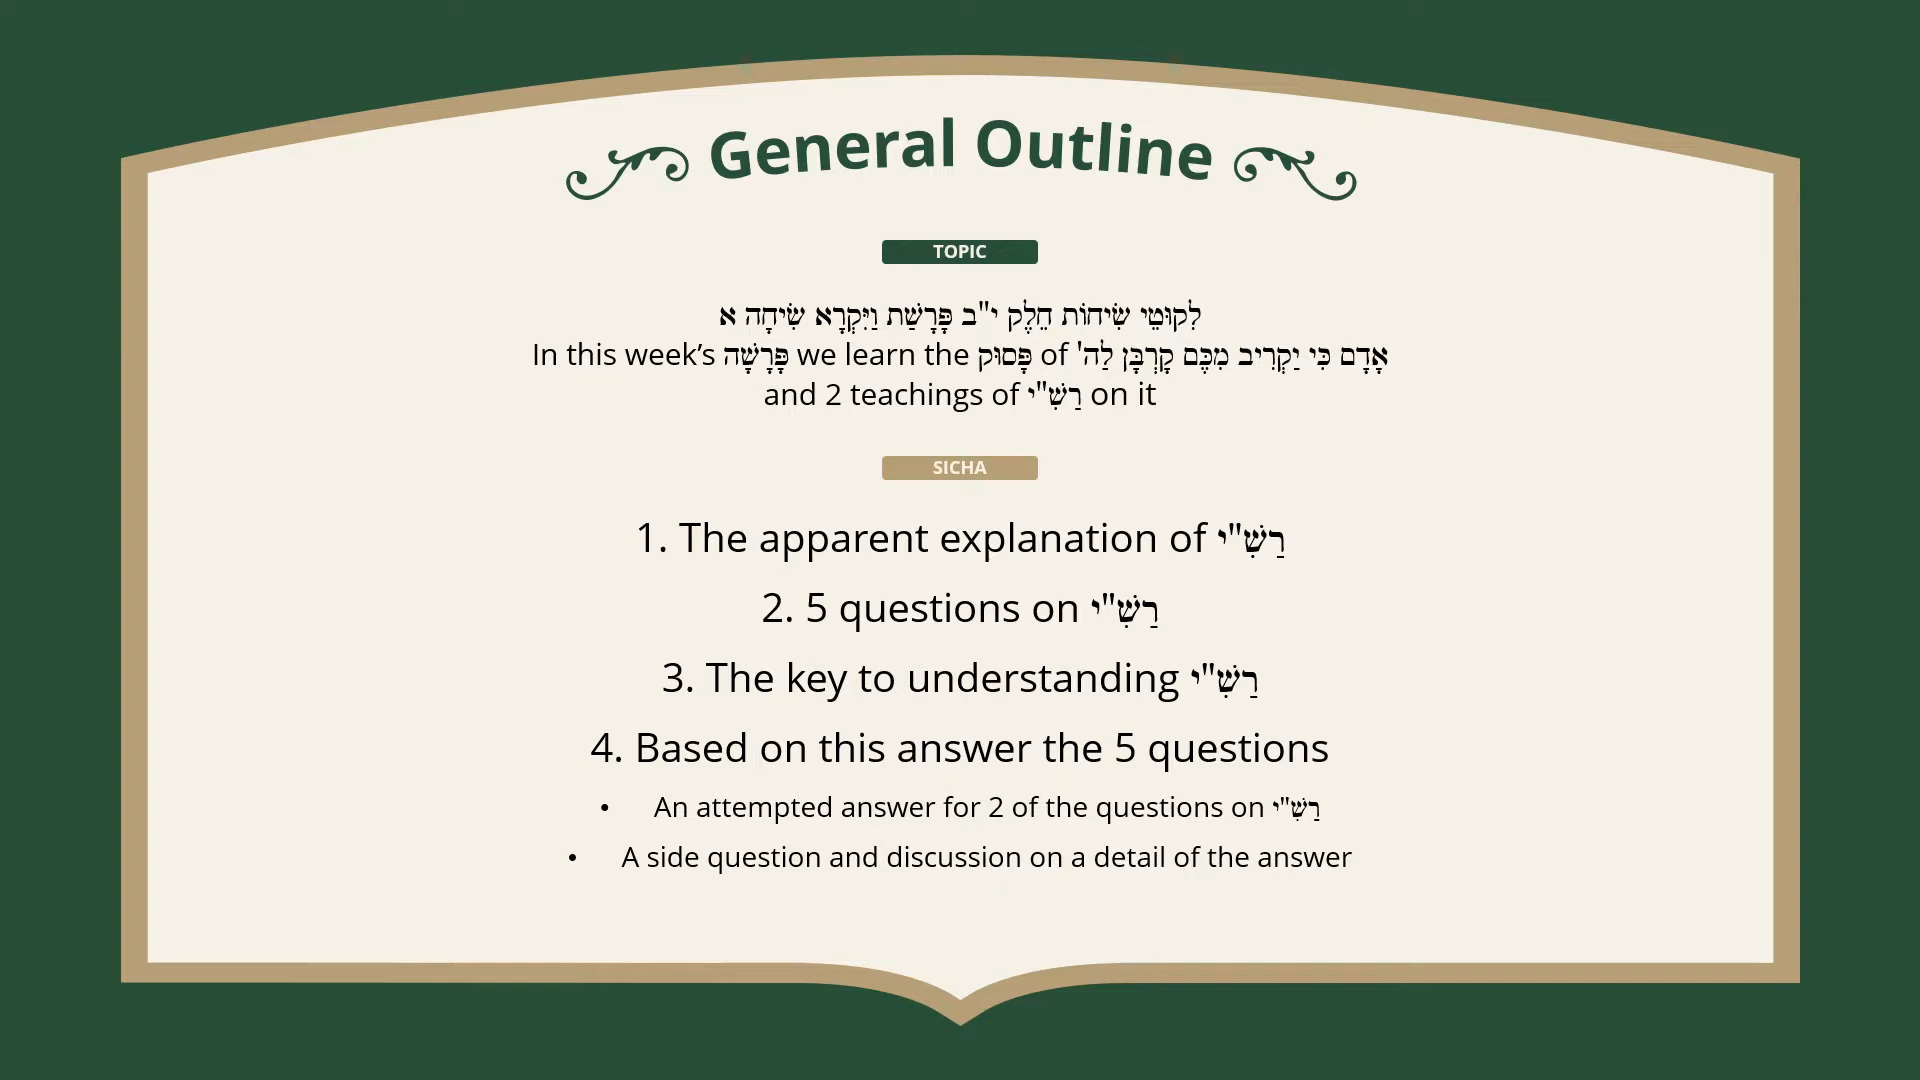 General Outline
TOPIC
לִקוּטֵי שִׂיחוֹת חֵלֶק י"ב פָּרָשַׁת וַיִּקְרָא שִׂיחָה א
In this week’s פָּרָשָׁה we learn the פָּסוּק of אָדָם כִּי יַקְרִיב מִכֶּם קָרְבָּן לַה'
and 2 teachings of רַשִׁ"י on it
SICHA
1. The apparent explanation of רַשִׁ"י
2. 5 questions on רַשִׁ"י
3. The key to understanding רַשִׁ"י
4. Based on this answer the 5 questions
• An attempted answer for 2 of the questions on רַשִׁ"י
• A side question and discussion on a detail of the answer